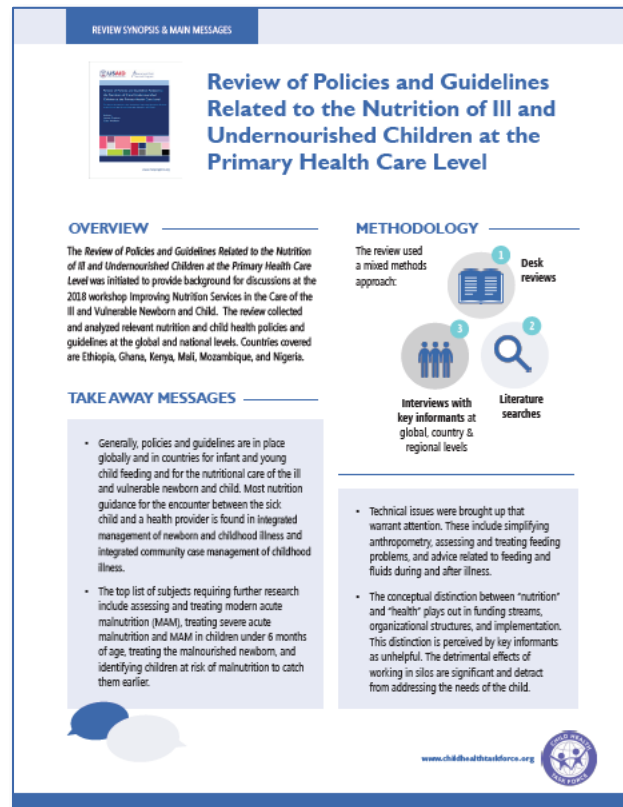 REVIEW SYNOPSIS & MAIN MESSAGES
USAID
Review of Policies and Guidelines
Related to the Nutrition of Ill and
Undernourished Children at the
Primary Health Care Level
OVERVIEW
The Review of Policies and Guidelines Related to the Nutrition
of Ill and Undernourished Children at the Primary Health Care
Level was initiated to provide background for discussions at the
2018 workshop Improving Nutrition Services in the Care of the
Ill and Vulnerable Newborn and Child. The review collected
and analyzed relevant nutrition and child health policies and
guidelines at the global and national levels. Countries covered
are Ethiopia, Ghana, Kenya, Mali, Mozambique, and Nigeria.
METHODOLOGY
The review used
a mixed methods
approach:
1
Desk
reviews
2
Literature
searches
3
Interviews with
key informants at
global, country &
regional levels
TAKE AWAY MESSAGES
• Generally, policies and guidelines are in place
globally and in countries for infant and young
child feeding and for the nutritional care of the ill
and vulnerable newborn and child. Most nutrition
guidance for the encounter between the sick
child and a health provider is found in integrated
management of newborn and childhood illness and
integrated community case management of childhood
illness.
• The top list of subjects requiring further research
include assessing and treating modern acute
malnutrition (MAM), treating severe acute
malnutrition and MAM in children under 6 months
of age, treating the malnourished newborn, and
identifying children at risk of malnutrition to catch
them earlier.
• Technical issues were brought up that
warrant attention. These include simplifying
anthropometry, assessing and treating feeding
problems, and advice related to feeding and
fluids during and after illness.
• The conceptual distinction between "nutrition"
and "health" plays out in funding streams,
organizational structures, and implementation.
This distinction is perceived by key informants
as unhelpful. The detrimental effects of
working in silos are significant and detract
from addressing the needs of the child.
www.childhealthtaskforce.org
CHILD HEALTH
TASK FORCE